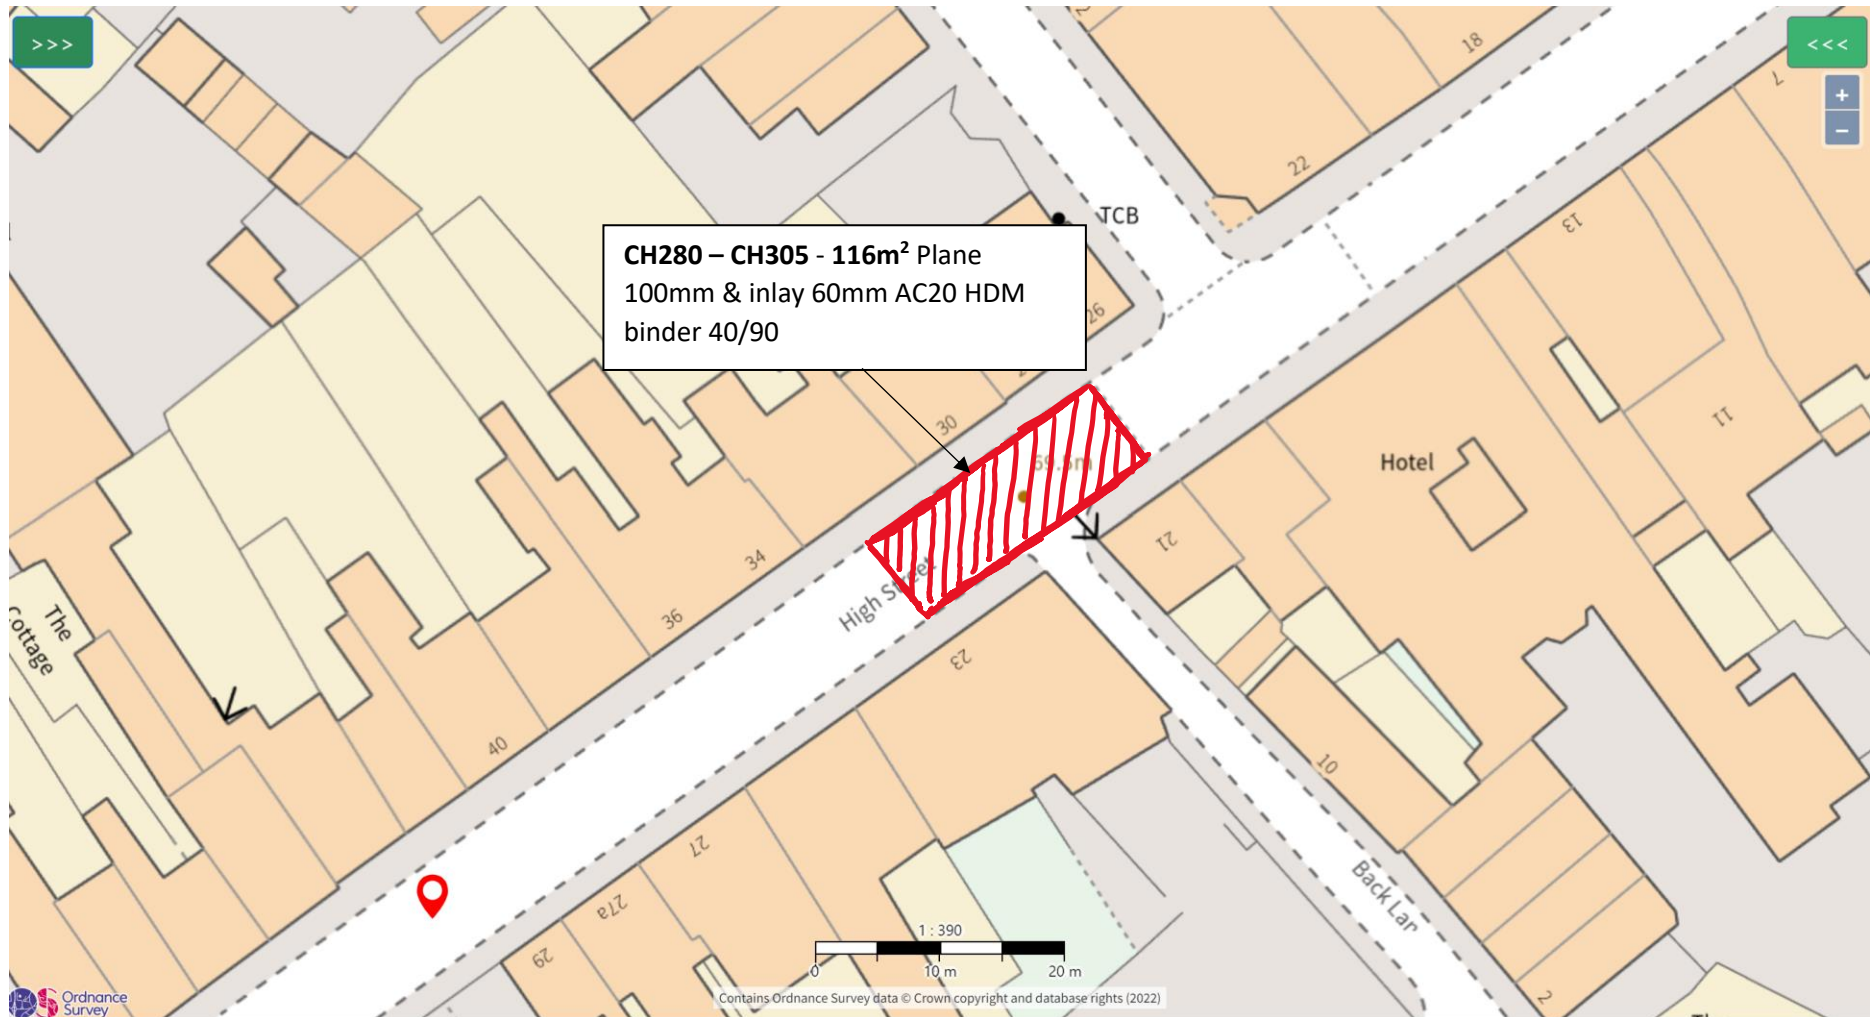 >>>
<<<
+
−
18
7
22
TCB
13
CH280 – CH305 - 116m² Plane
100mm & inlay 60mm AC20 HDM
binder 40/90
26
30
11
Hotel
21
34
High Street
36
The
Cottage
23
40
10
27
Back Lan
27a
29
1 : 390
0 10 m 20 m
2
Contains Ordnance Survey data © Crown copyright and database rights (2022)
Ordnance
Survey